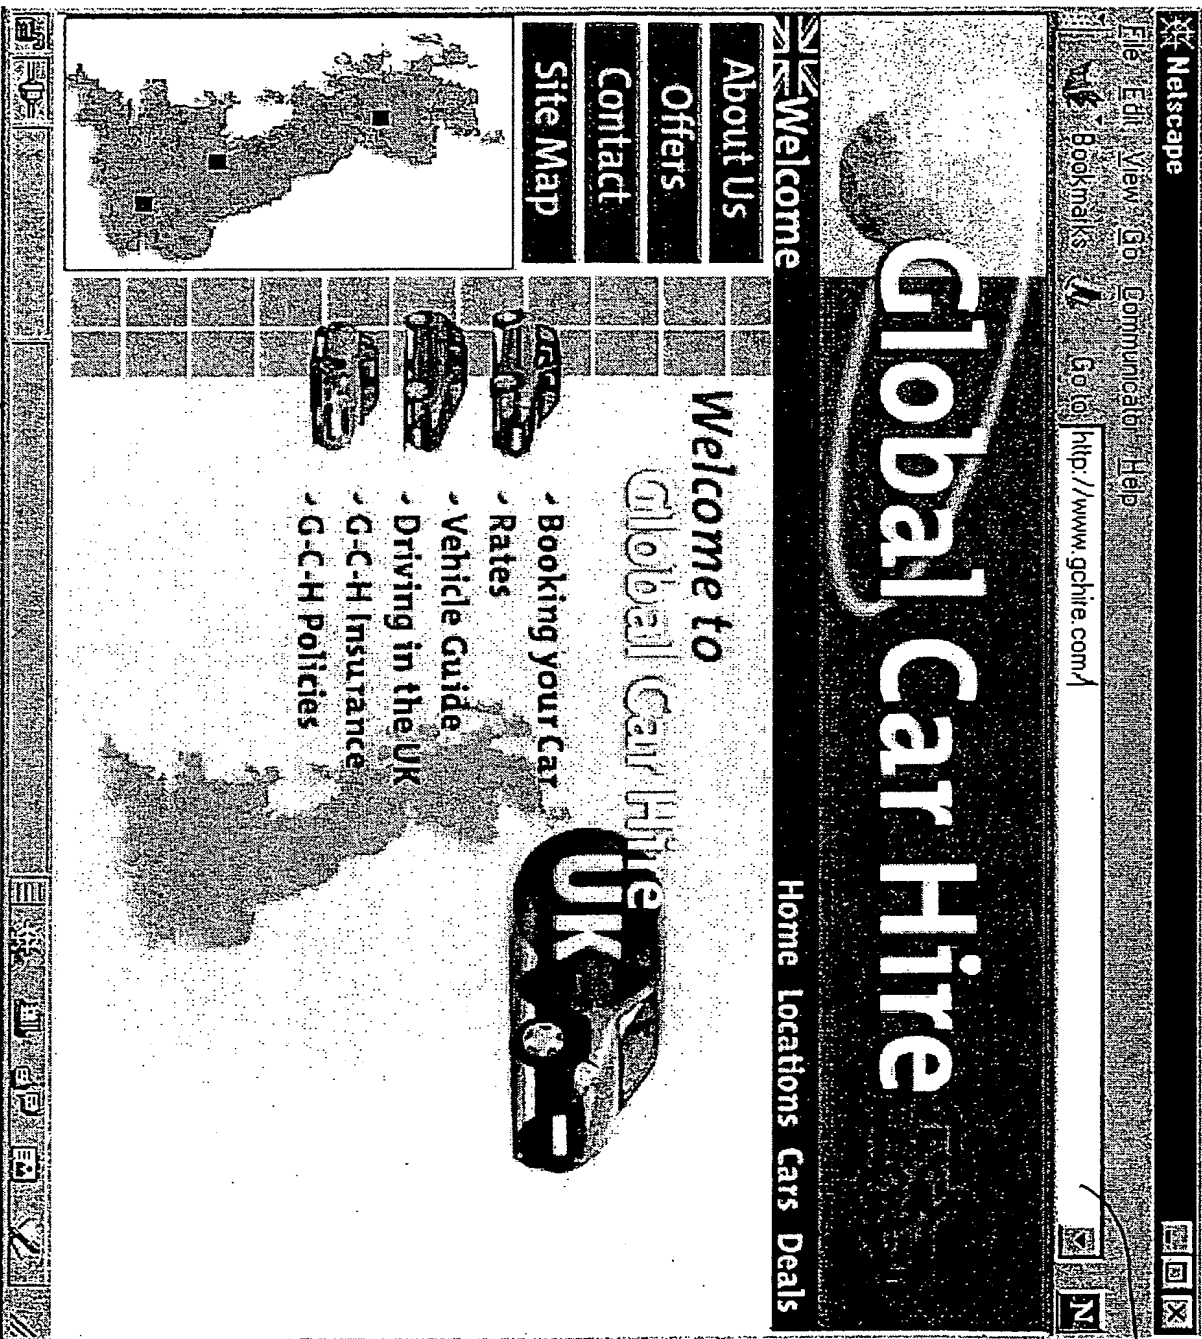 Netscape
File Edit View Go Communicator Help
Bookmarks Go to http://www.gchire.com/
N
Global Car Hire
Welcome Home Locations Cars Deals
About Us
Offers
Contact
Site Map
Welcome to
Global Car Hire
UK
Booking your Car
Rates
Vehicle Guide
Driving in the UK
G-C-H Insurance
G-C-H Policies